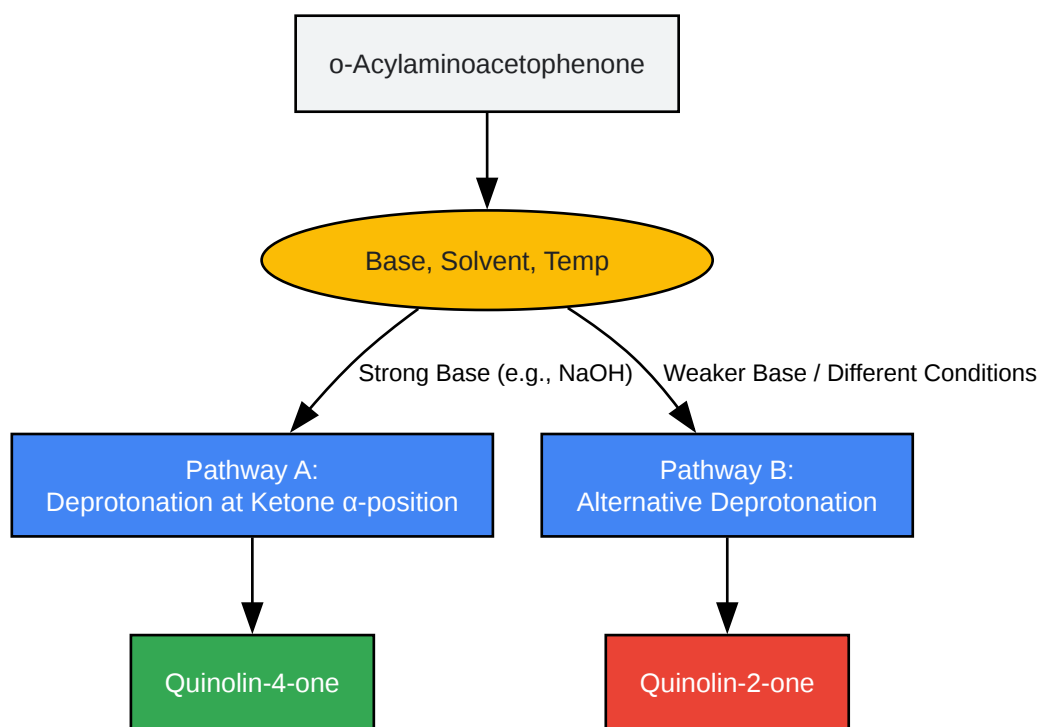 o-Acylaminoacetophenone
Base, Solvent, Temp
Strong Base (e.g., NaOH)
Weaker Base / Different Conditions
Pathway A:
Deprotonation at Ketone α-position
Pathway B:
Alternative Deprotonation
Quinolin-4-one
Quinolin-2-one